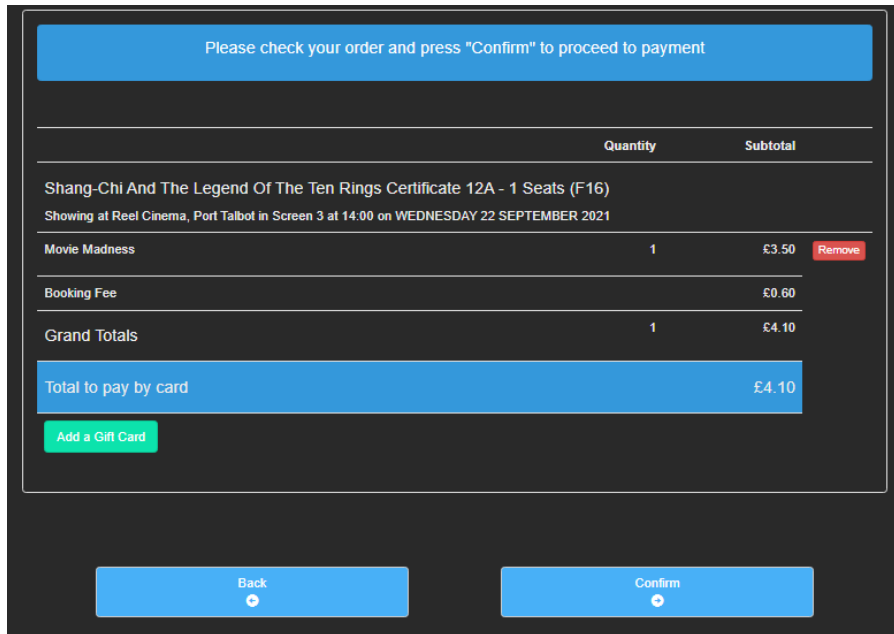 Please check your order and press "Confirm" to proceed to payment
Quantity Subtotal
Shang-Chi And The Legend Of The Ten Rings Certificate 12A - 1 Seats (F16)
Showing at Reel Cinema, Port Talbot in Screen 3 at 14:00 on WEDNESDAY 22 SEPTEMBER 2021
Movie Madness 1 £3.50 Remove
Booking Fee £0.60
Grand Totals 1 £4.10
Total to pay by card £4.10
Add a Gift Card
Back Confirm